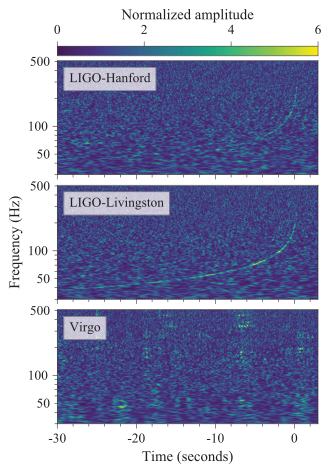 Normalized amplitude
0 2 4 6
500
LIGO-Hanford
100
50
500
LIGO-Livingston
100
50
Frequency (Hz)
500
Virgo
100
50
-30 -20 -10 0
Time (seconds)